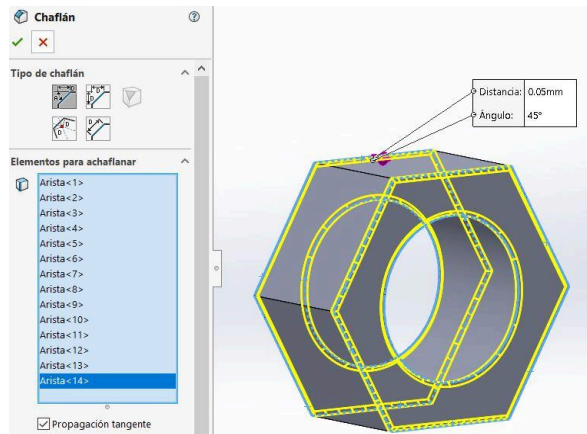 Chaflán
Tipo de chaflán
Elementos para achaflanar
Arista<1>
Arista<2>
Arista<3>
Arista<4>
Arista<5>
Arista<6>
Arista<7>
Arista<8>
Arista<9>
Arista<10>
Arista<11>
Arista<12>
Arista<13>
Arista<14>
Propagación tangente
Distancia: 0.05mm
Ángulo: 45°